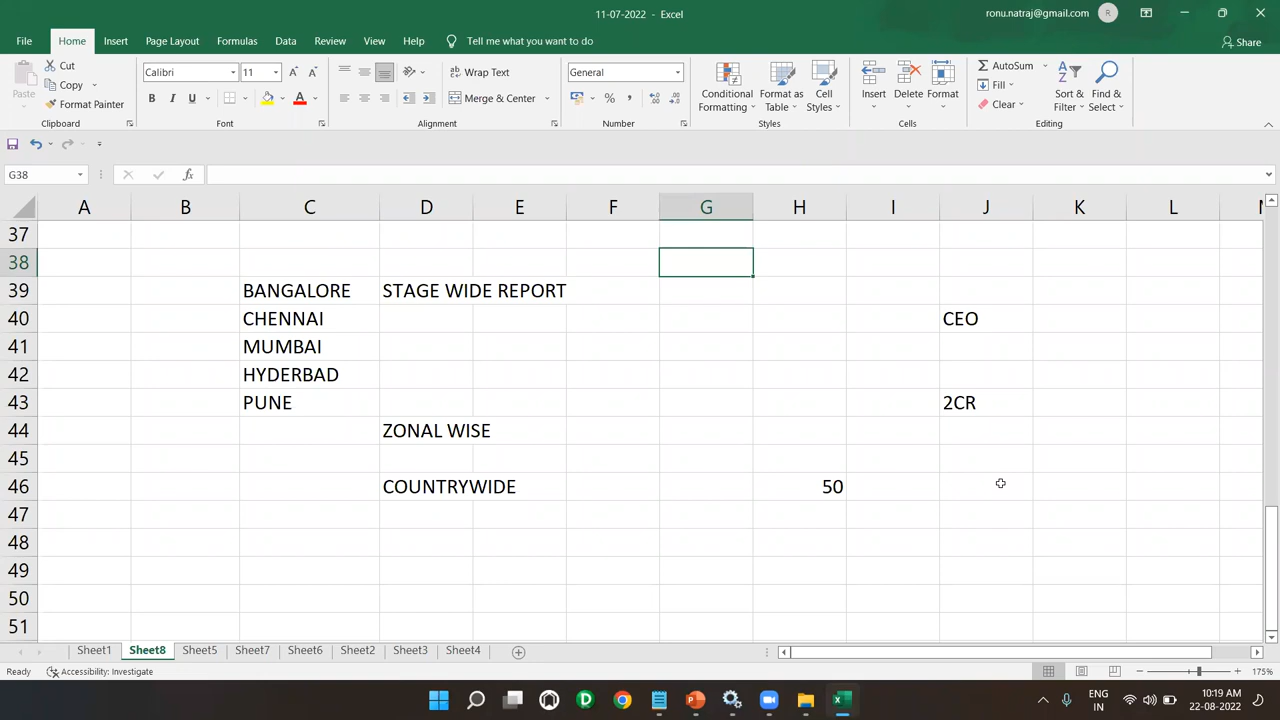 11-07-2022 - Excel
ronu.natraj@gmail.com
R
File Home Insert Page Layout Formulas Data Review View Help Tell me what you want to do
Share
Paste
Cut
Copy
Format Painter
Clipboard
Calibri 11
B I U
Font
Wrap Text
Merge & Center
Alignment
General
Number
Conditional Formatting
Format as Table
Cell Styles
Styles
Insert
Delete
Format
Cells
AutoSum
Fill
Clear
Sort & Filter
Find & Select
Editing
G38 fx
A B C D E F G H I J K L M
37
38
39 BANGALORE STAGE WIDE REPORT
40 CHENNAI CEO
41 MUMBAI
42 HYDERBAD
43 PUNE 2CR
44 ZONAL WISE
45
46 COUNTRYWIDE 50
47
48
49
50
51
Sheet1 Sheet8 Sheet5 Sheet7 Sheet6 Sheet2 Sheet3 Sheet4
Ready Accessibility: Investigate 175%
ENG IN
10:19 AM
22-08-2022